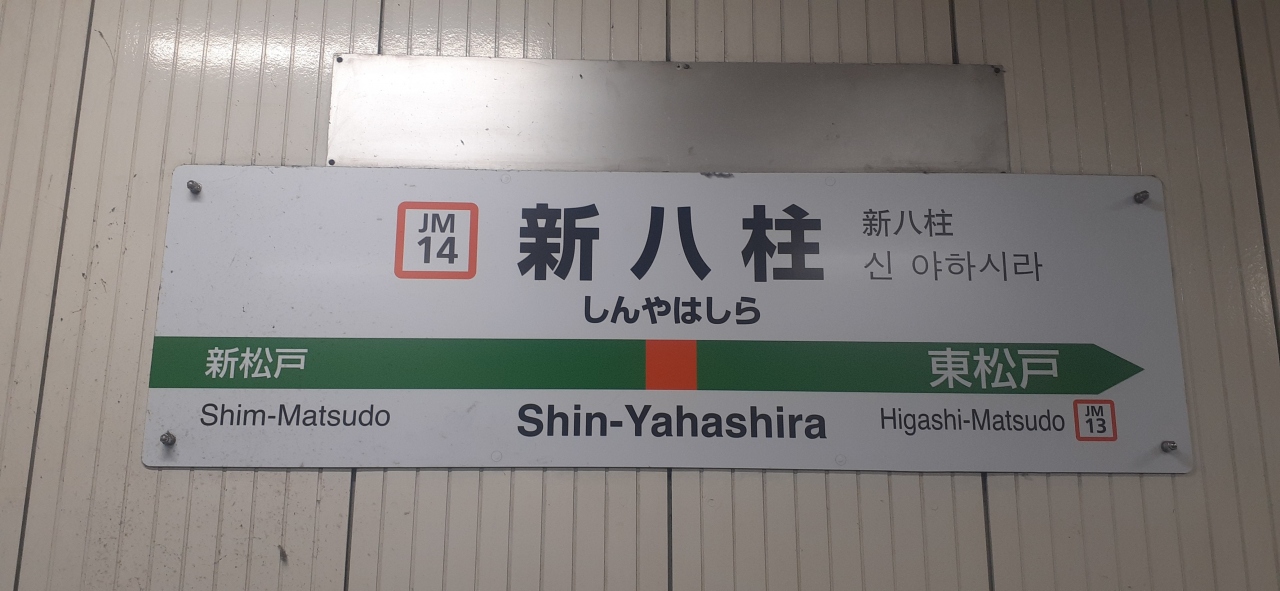 JM
14
新八柱
新八柱
신 야하시라
しんやはしら
新松戸
東松戸
Shim-Matsudo
Shin-Yahashira
Higashi-Matsudo
JM
13